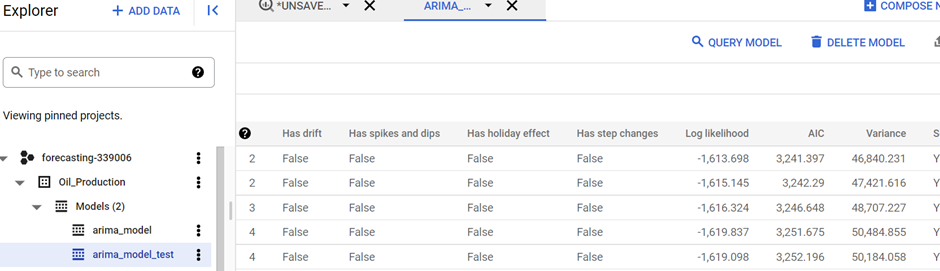 Explorer + ADD DATA
*UNSAVE... ARIMA_... COMPOSE N
QUERY MODEL DELETE MODEL
Type to search
Viewing pinned projects.
forecasting-339006
Oil_Production
Models (2)
arima_model
arima_model_test
Has drift Has spikes and dips Has holiday effect Has step changes Log likelihood AIC Variance S
2 False False False False -1,613.698 3,241.397 46,840.231 Y
2 False False False False -1,615.145 3,242.29 47,421.616 Y
3 False False False False -1,616.324 3,246.648 48,707.227 Y
4 False False False False -1,619.837 3,251.675 50,484.855 Y
4 False False False False -1,619.098 3,252.196 50,184.058 Y